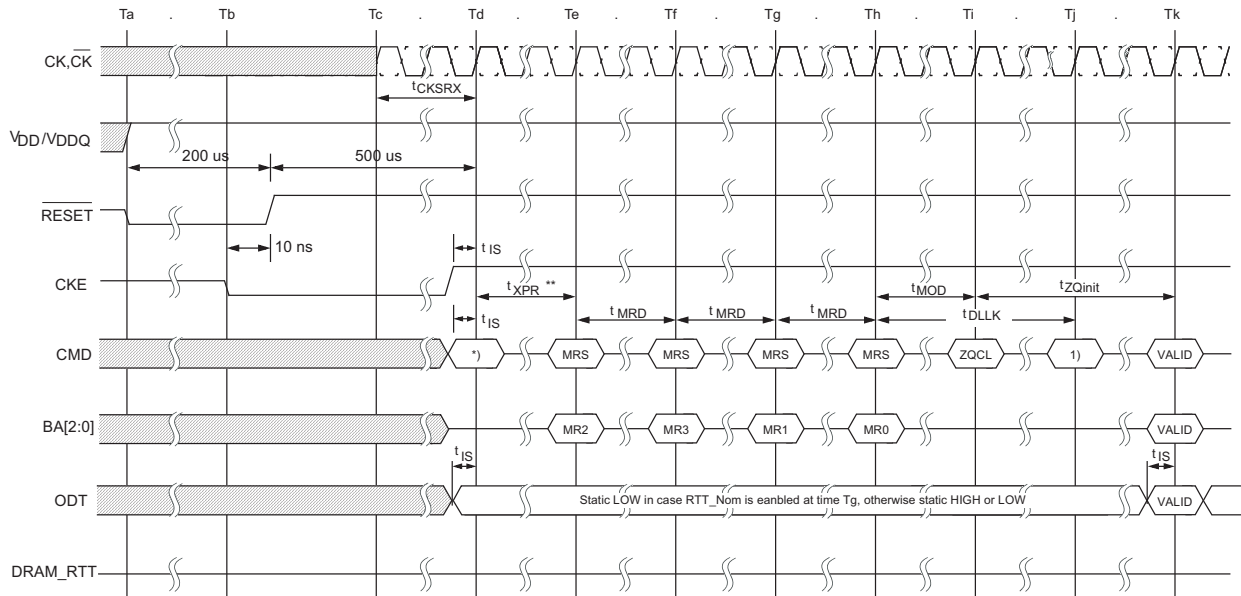 Ta . Tb . Tc . Td . Te . Tf . Tg . Th . Ti . Tj . Tk
CK,CK
tCKSRX
VDD/VDDQ
200 us
500 us
RESET
10 ns
tIS
CKE
tXPR **
tMOD
tZQinit
tIS
tMRD
tMRD
tMRD
tDLLK
CMD
*)
MRS
MRS
MRS
MRS
ZQCL
1)
VALID
BA[2:0]
MR2
MR3
MR1
MR0
VALID
tIS
tIS
ODT
Static LOW in case RTT_Nom is eanbled at time Tg, otherwise static HIGH or LOW
VALID
DRAM_RTT